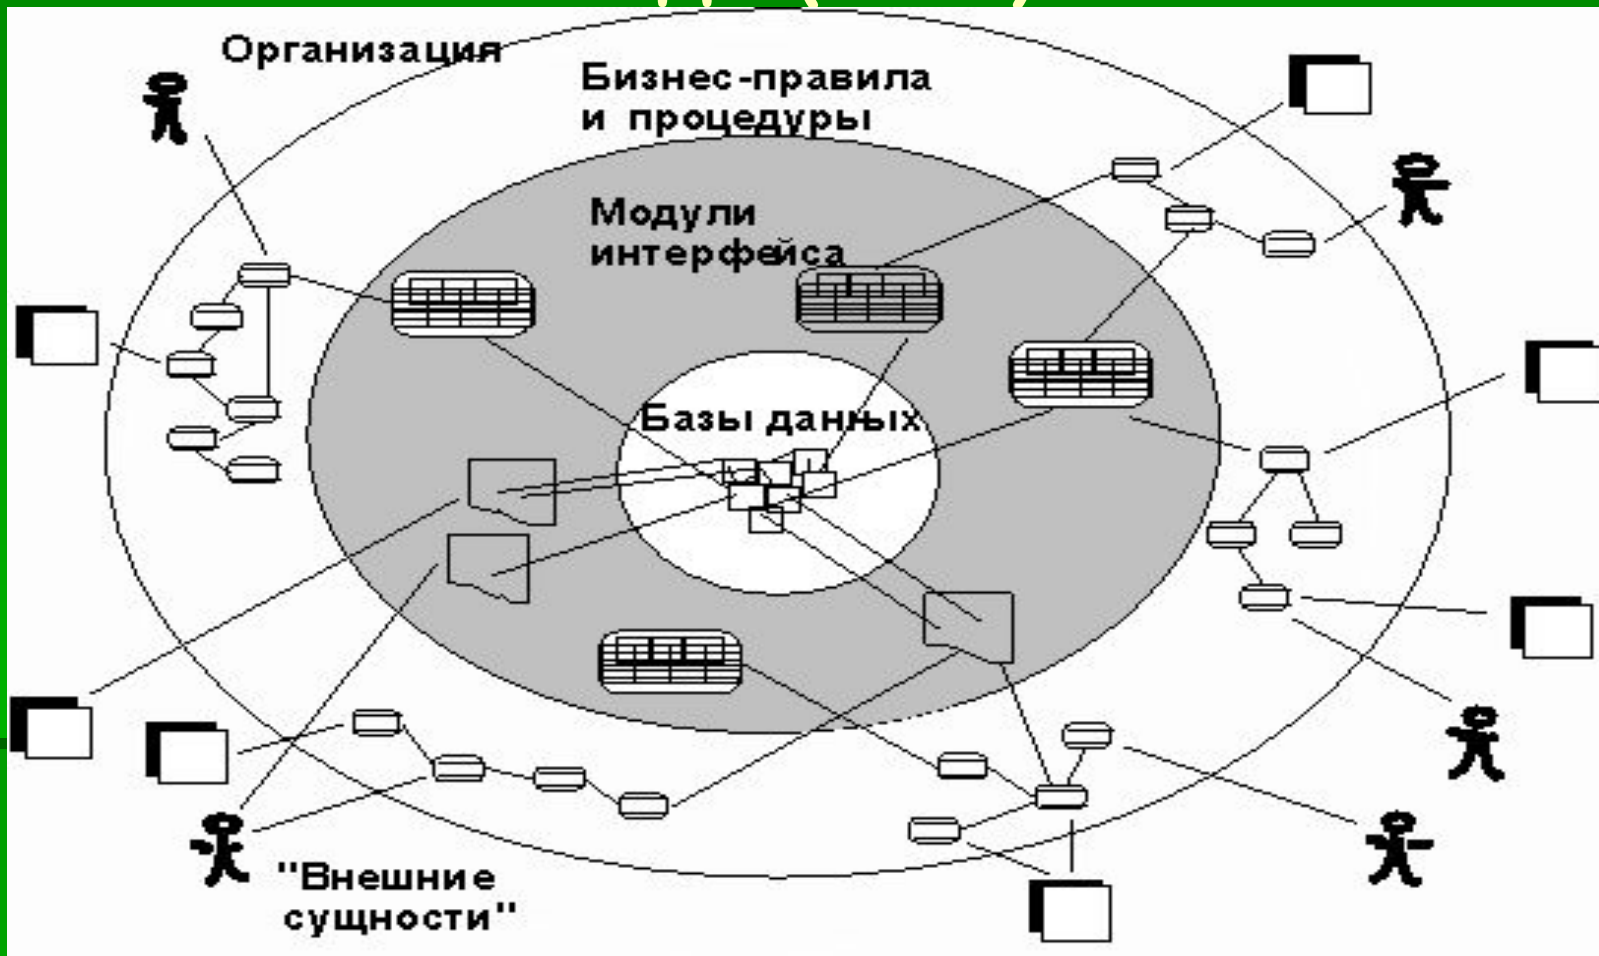 Организация
Бизнес-правила
и процедуры
Модули
интерфейса
Базы данных
"Внешние
сущности"